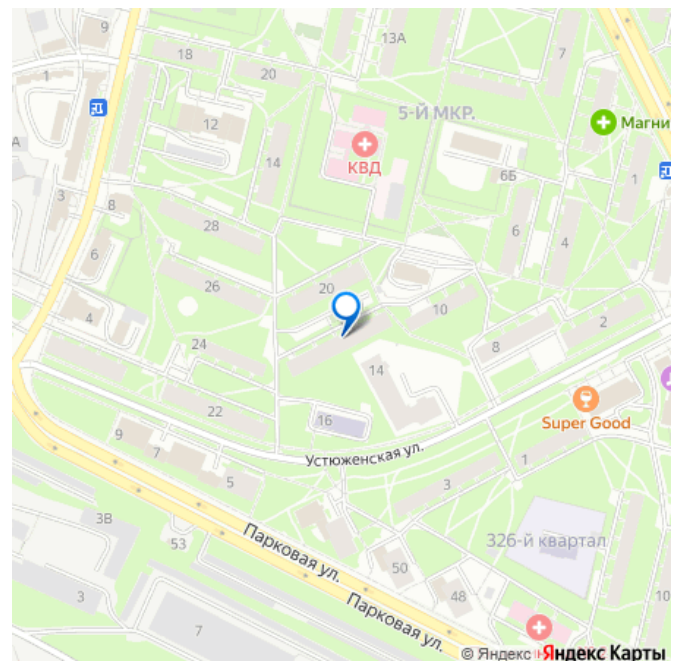 9
18
20
13А
7
1
12
5-Й МКР.
Магни
КВД
14
6Б
1
3
8
28
6
4
6
26
20
10
2
4
24
8
14
22
16
Super Good
9
7
5
Устюженская ул.
1
3
3В
53
Парковая ул.
326-й квартал
50
3
7
48
10
Парковая ул.
© Яндекс Яндекс Карты